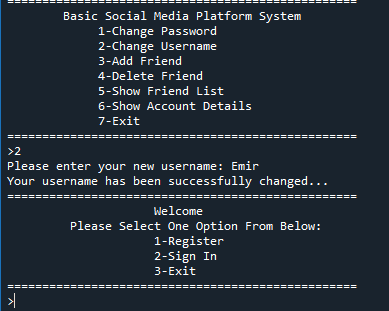 ==================================================
Basic Social Media Platform System
1-Change Password
2-Change Username
3-Add Friend
4-Delete Friend
5-Show Friend List
6-Show Account Details
7-Exit
==================================================
>2
Please enter your new username: Emir
Your username has been successfully changed...
==================================================
Welcome
Please Select One Option From Below:
1-Register
2-Sign In
3-Exit
==================================================
>